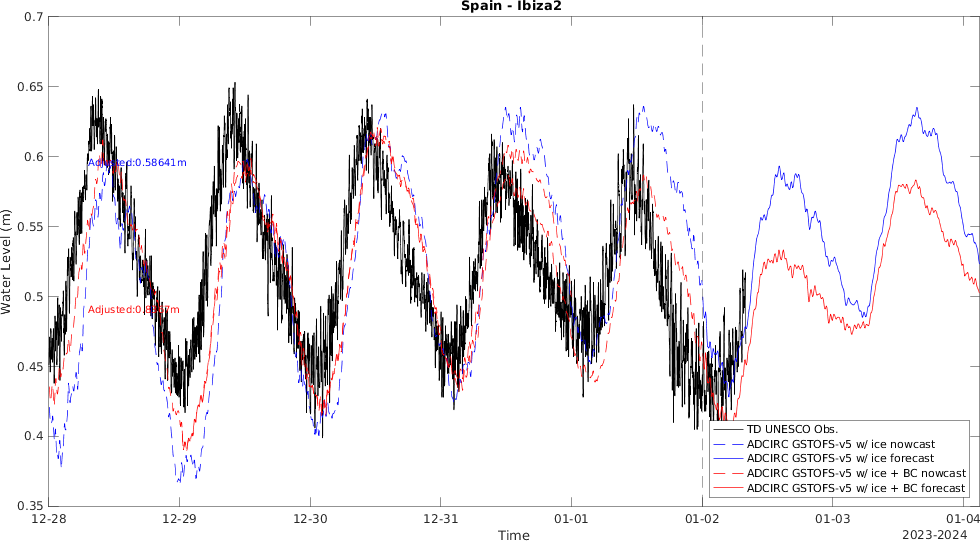 Spain - Ibiza2
0.7
0.65
0.6
0.55
0.5
0.45
0.4
0.35
Water Level (m)
Adjusted:0.58641m
TD UNESCO Obs.
ADCIRC GSTOFS-v5 w/ ice nowcast
ADCIRC GSTOFS-v5 w/ ice forecast
ADCIRC GSTOFS-v5 w/ ice + BC nowcast
ADCIRC GSTOFS-v5 w/ ice + BC forecast
12-28
12-29
12-30
12-31
01-01
01-02
01-03
01-04
Time
2023-2024